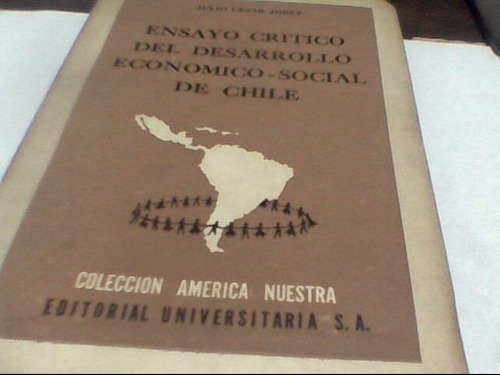 JULIO CESAR JOBET
ENSAYO CRITICO
DEL DESARROLLO
ECONOMICO-SOCIAL
DE CHILE
COLECCION AMERICA NUESTRA
EDITORIAL UNIVERSITARIA S. A.